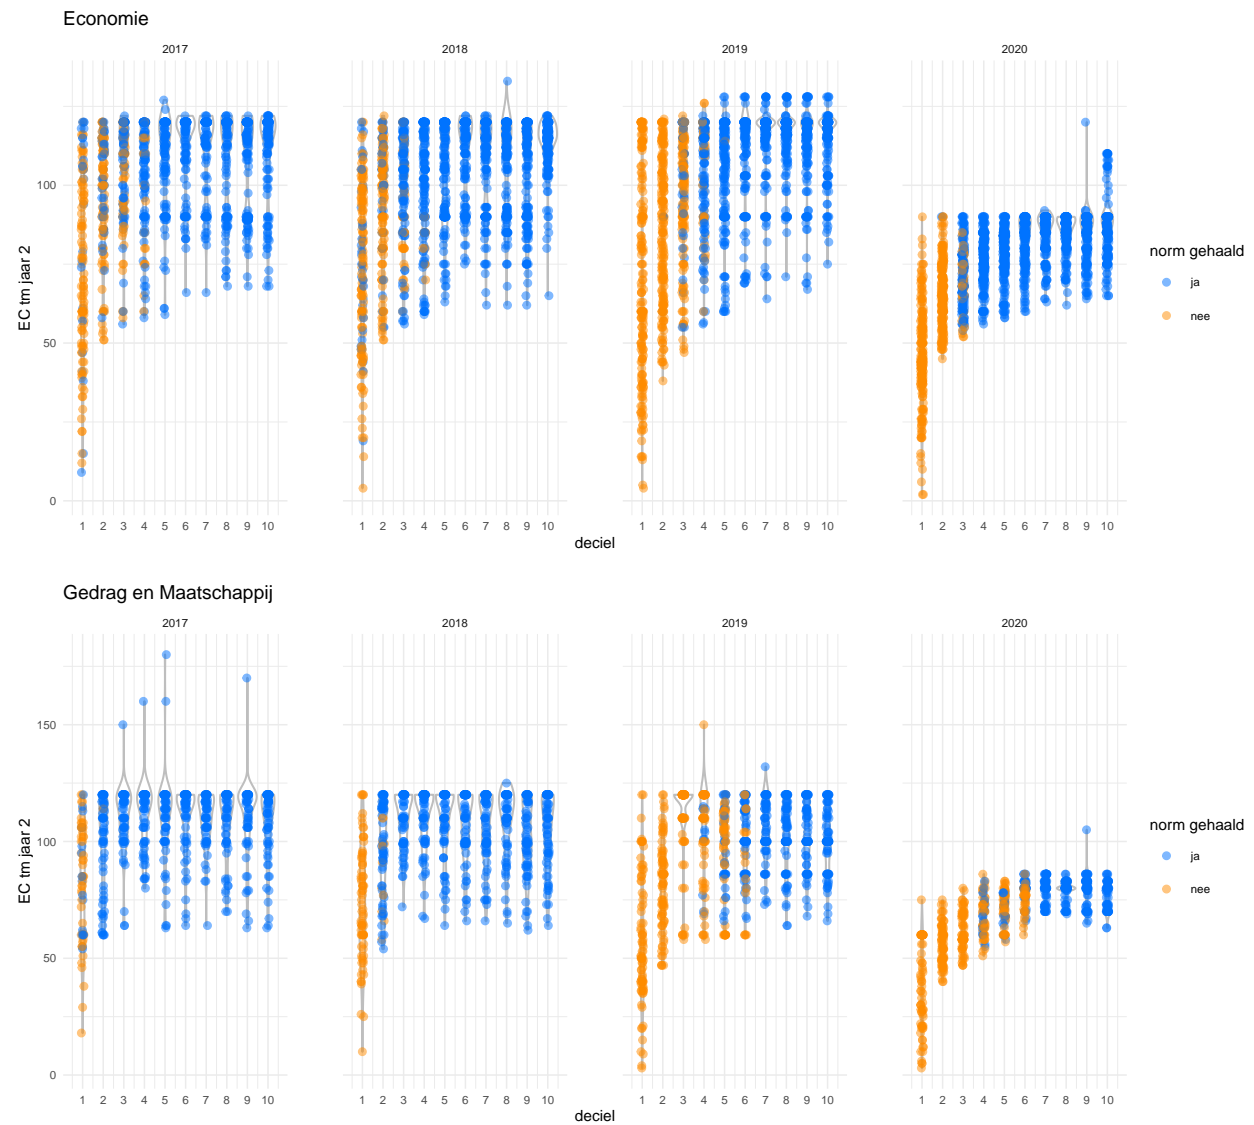 Economie
2017 2018 2019 2020
100
50
0
EC tm jaar 2
1 2 3 4 5 6 7 8 9 10 1 2 3 4 5 6 7 8 9 10 1 2 3 4 5 6 7 8 9 10 1 2 3 4 5 6 7 8 9 10
deciel
norm gehaald
ja
nee
Gedrag en Maatschappij
2017 2018 2019 2020
150
100
50
0
EC tm jaar 2
1 2 3 4 5 6 7 8 9 10 1 2 3 4 5 6 7 8 9 10 1 2 3 4 5 6 7 8 9 10 1 2 3 4 5 6 7 8 9 10
deciel
norm gehaald
ja
nee